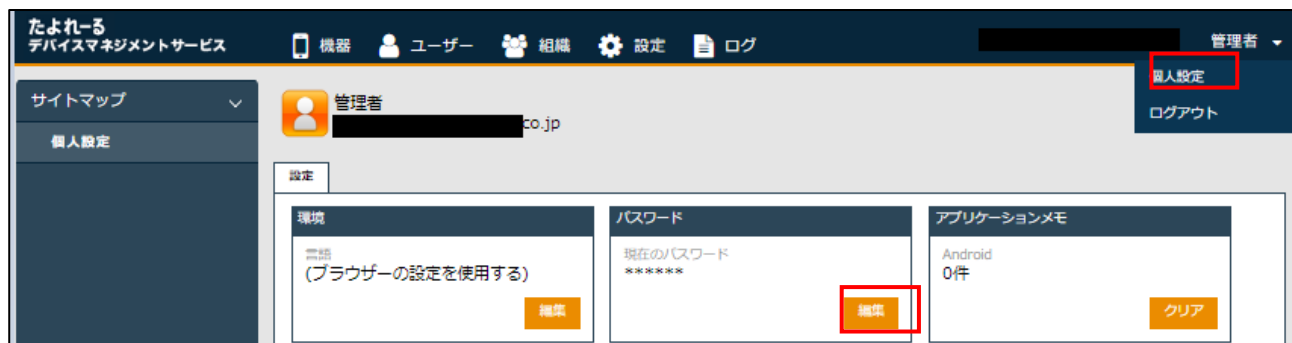 たよれーる
デバイスマネジメントサービス
機器 ユーザー 組織 設定 ログ
管理者
個人設定
ログアウト
サイトマップ
個人設定
管理者
co.jp
設定
環境
言語
(ブラウザーの設定を使用する)
編集
パスワード
現在のパスワード
******
編集
アプリケーションメモ
Android
0件
クリア